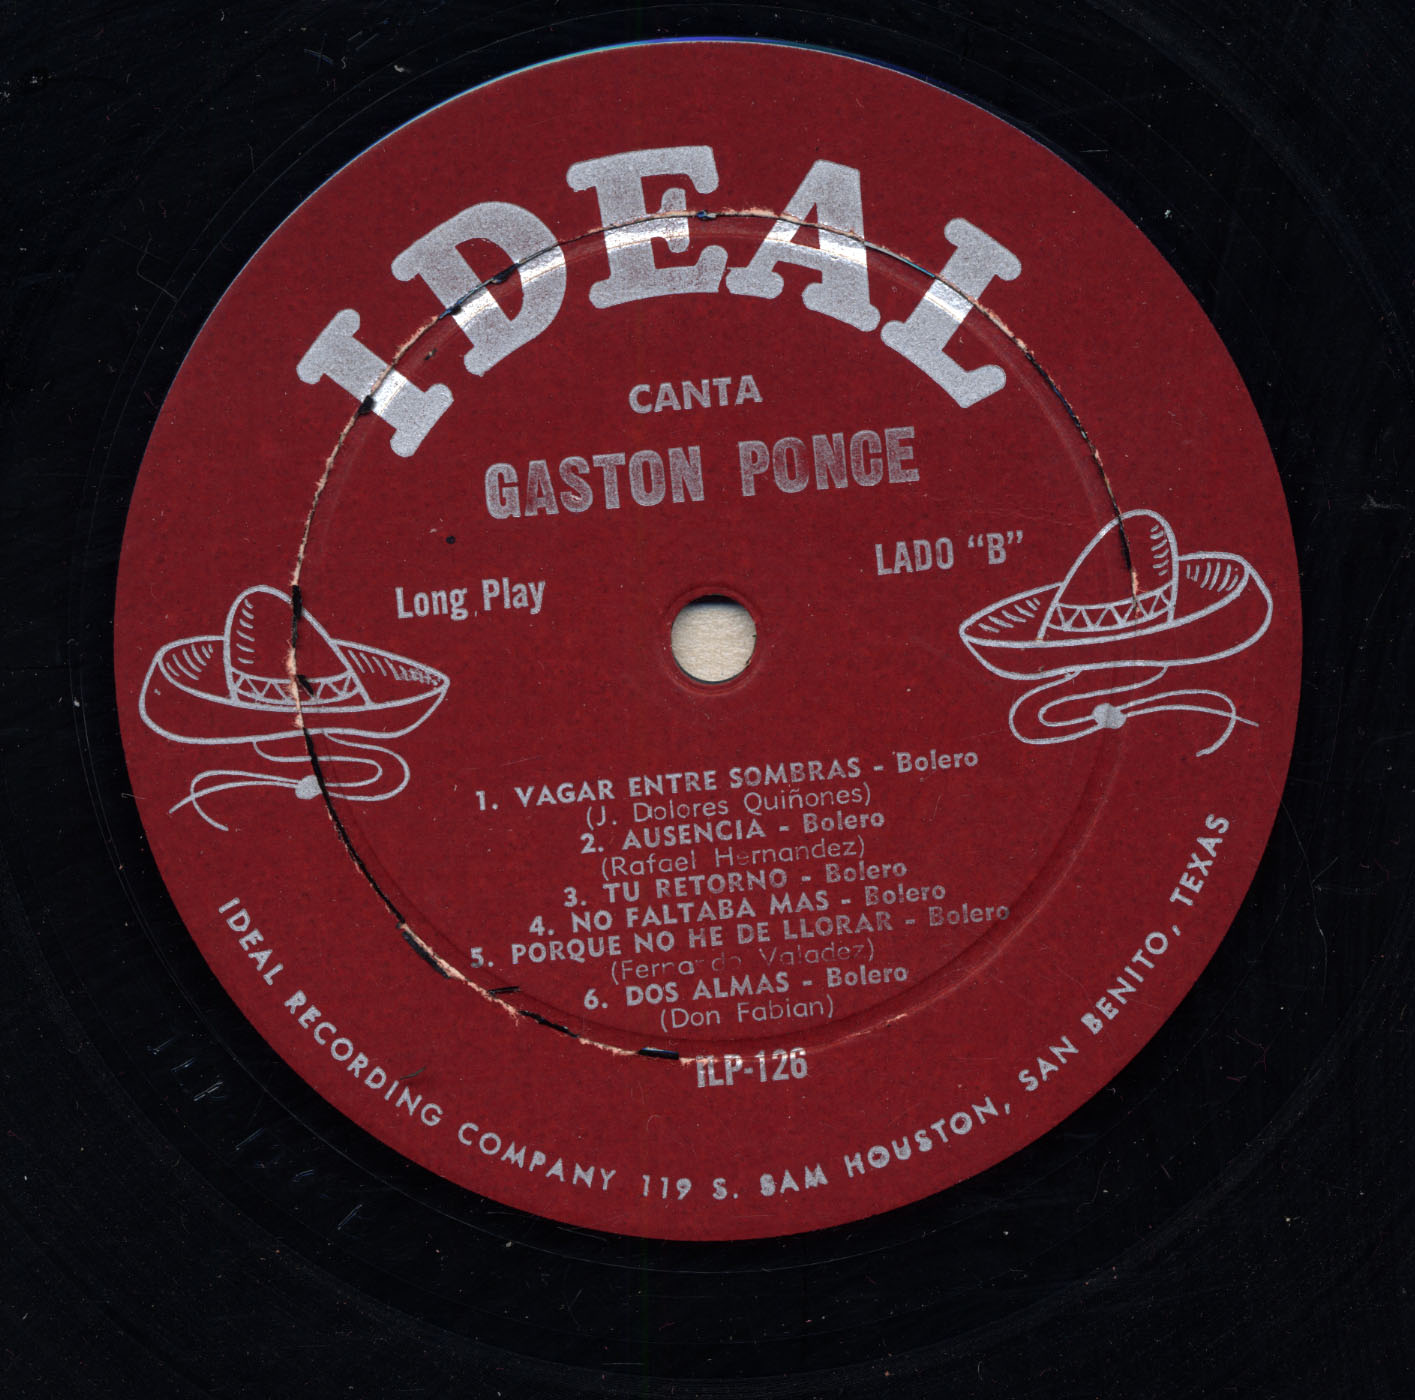 IDEAL
CANTA
GASTON PONCE
LADO "B"
Long Play
1. VAGAR ENTRE SOMBRAS - Bolero
(J. Dolores Quiñones)
2. AUSENCIA - Bolero
(Rafael Hernandez)
3. TU RETORNO - Bolero
4. NO FALTABA MAS - Bolero
5. PORQUE NO HE DE LLORAR - Bolero
(Fernando Valadez)
6. DOS ALMAS - Bolero
(Don Fabian)
ILP-126
IDEAL RECORDING COMPANY 119 S. SAM HOUSTON, SAN BENITO, TEXAS